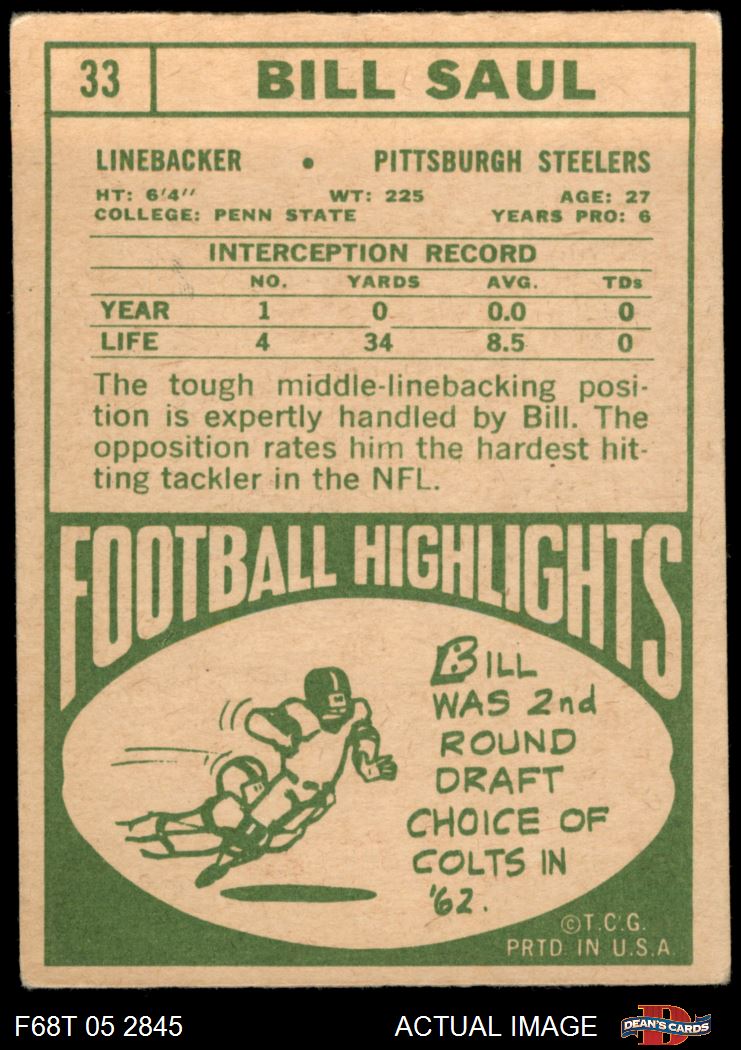 33 BILL SAUL
LINEBACKER • PITTSBURGH STEELERS
HT: 6'4" WT: 225 AGE: 27
COLLEGE: PENN STATE YEARS PRO: 6
INTERCEPTION RECORD
NO. YARDS AVG. TDs
YEAR 1 0 0.0 0
LIFE 4 34 8.5 0
The tough middle-linebacking posi-
tion is expertly handled by Bill. The
opposition rates him the hardest hit-
ting tackler in the NFL.
FOOTBALL HIGHLIGHTS
BILL
WAS 2nd
ROUND
DRAFT
CHOICE OF
COLTS IN
'62.
©T.C.G.
PRTD. IN U.S.A.
F68T 05 2845 ACTUAL IMAGE D DEAN'S CARDS